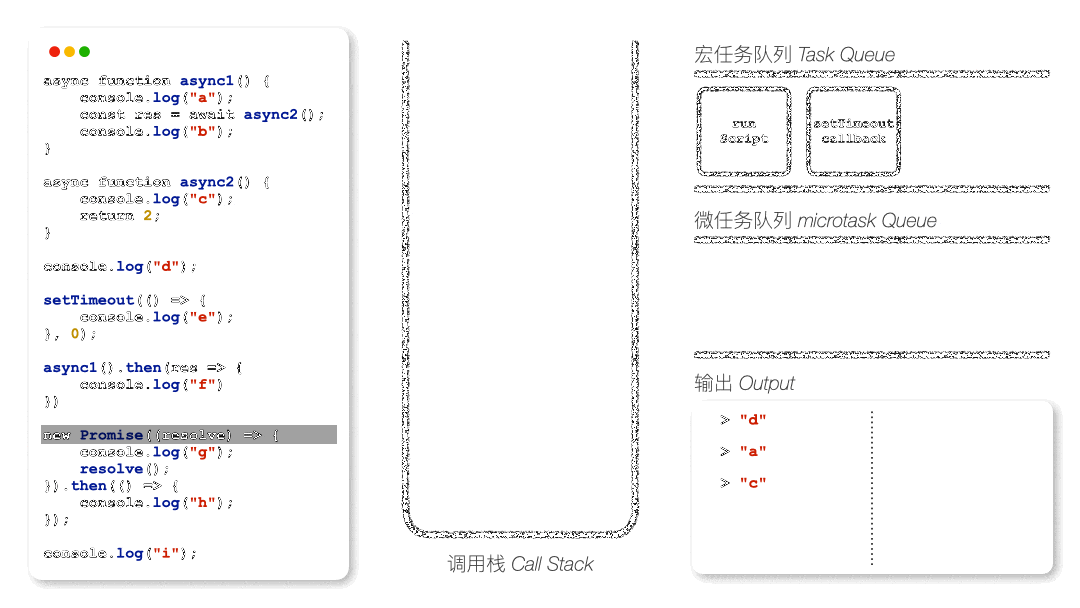 async function async1() {
    console.log("a");
    const res = await async2();
    console.log("b");
}
async function async2() {
    console.log("c");
    return 2;
}
console.log("d");
setTimeout(() => {
    console.log("e");
}, 0);
async1().then(res => {
    console.log("f")
})
new Promise((resolve) => {
    console.log("g");
    resolve();
}).then(() => {
    console.log("h");
});
console.log("i");
调用栈 Call Stack
宏任务队列 Task Queue
run
Script
setTimeout
callback
微任务队列 microtask Queue
输出 Output
> "d"
> "a"
> "c"